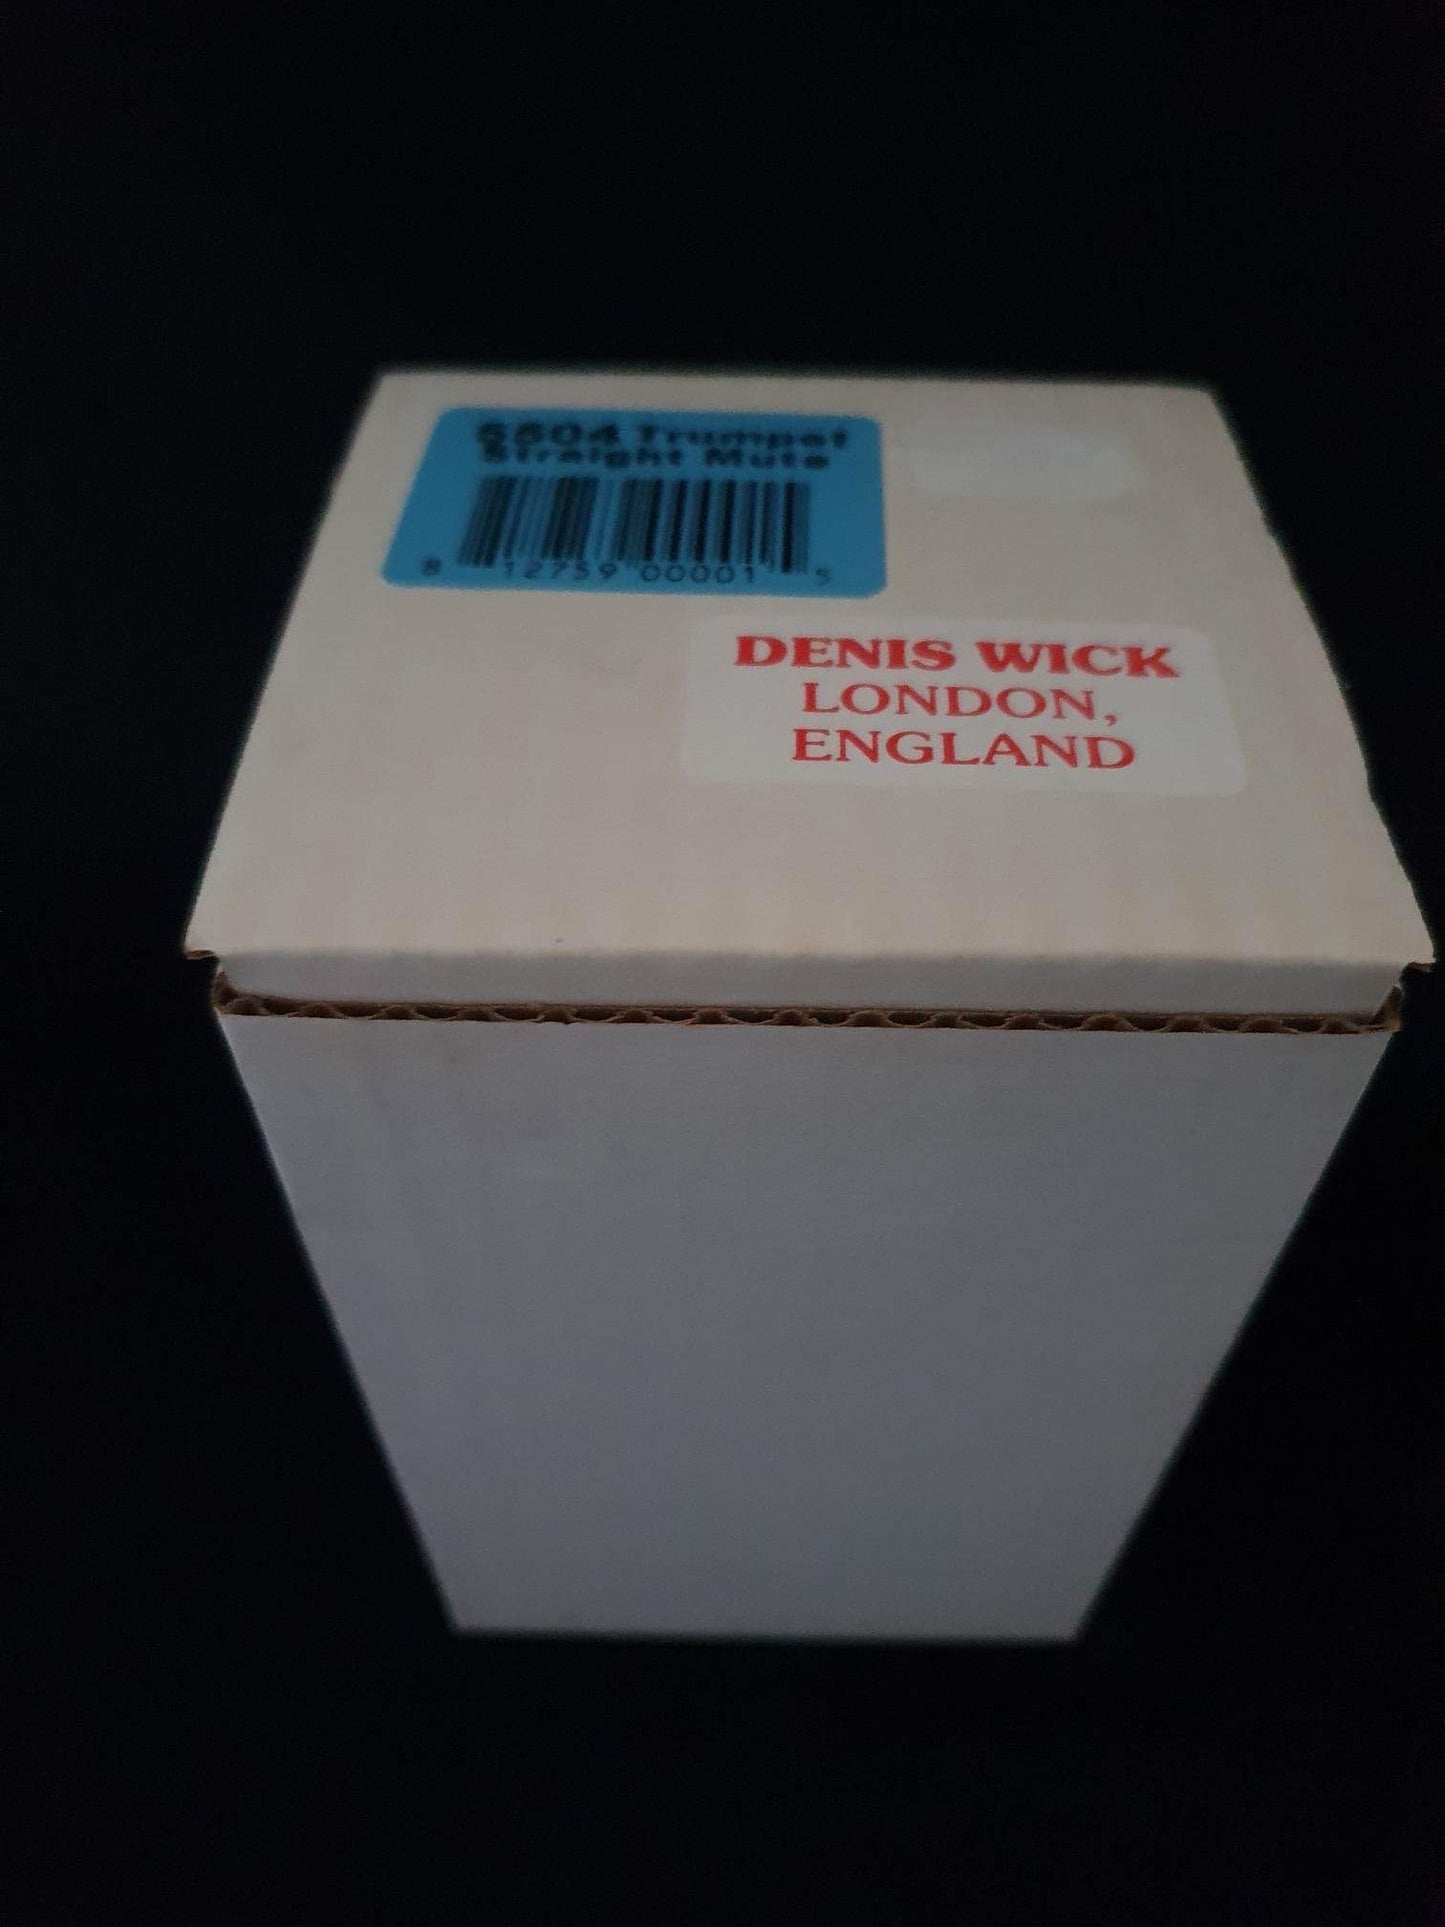 5504 Trumpet
Straight Mute
8 12759 00001 5
DENIS WICK
LONDON,
ENGLAND